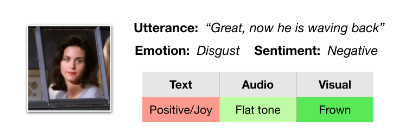 Utterance: “Great, now he is waving back”
Emotion: Disgust Sentiment: Negative
Text Audio Visual
Positive/Joy Flat tone Frown